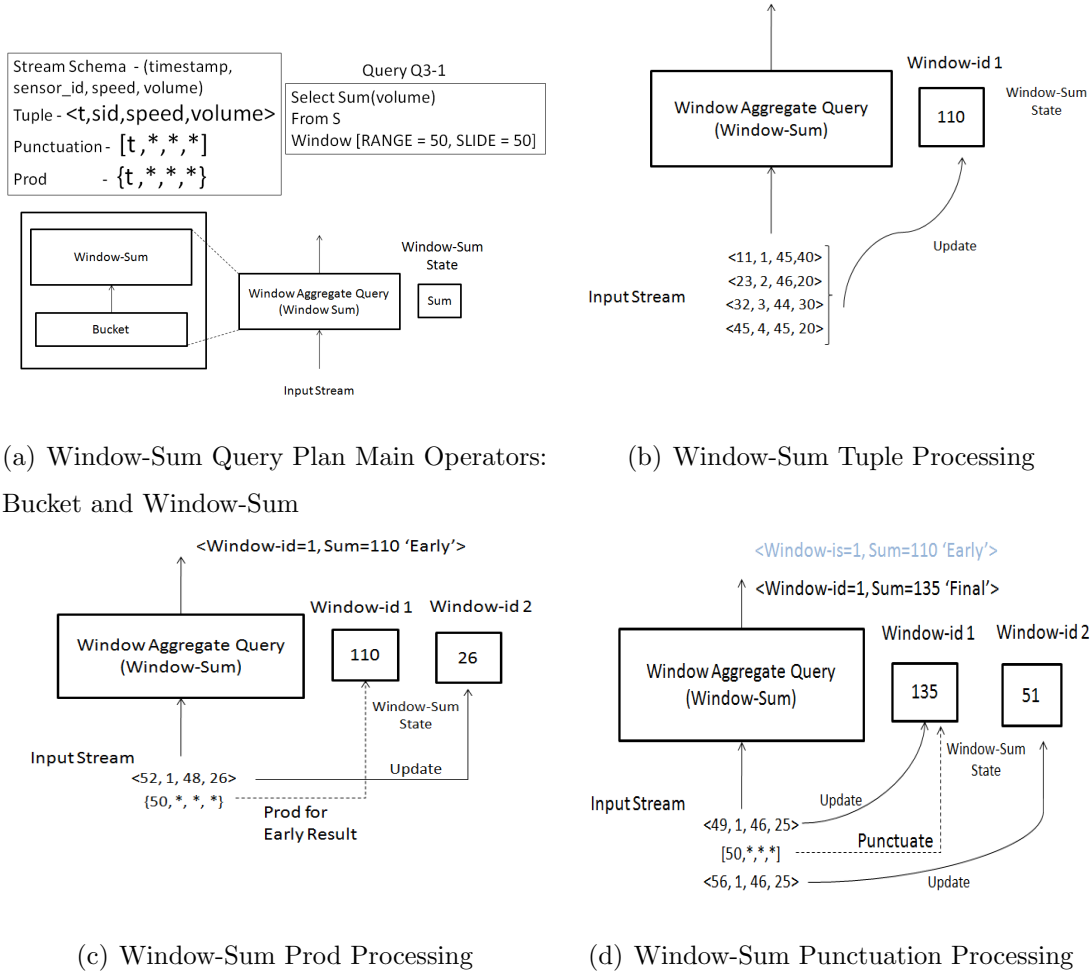 Stream Schema - (timestamp,
sensor_id, speed, volume)
Tuple - <t,sid,speed,volume>
Punctuation - [t,*,*,*]
Prod - {t,*,*,*}
Query Q3-1
Select Sum(volume)
From S
Window [RANGE = 50, SLIDE = 50]
Window-Sum
Bucket
Window Aggregate Query
(Window Sum)
Window-Sum
State
Sum
Input Stream
(a) Window-Sum Query Plan Main Operators:
Bucket and Window-Sum
Window Aggregate Query
(Window-Sum)
Window-id 1
110
Window-Sum
State
Update
Input Stream
<11, 1, 45,40>
<23, 2, 46,20>
<32, 3, 44, 30>
<45, 4, 45, 20>
(b) Window-Sum Tuple Processing
<Window-id=1, Sum=110 ‘Early’>
Window Aggregate Query
(Window-Sum)
Window-id 1
110
Window-id 2
26
Window-Sum
State
Input Stream
<52, 1, 48, 26>
{50, *, *, *}
Update
Prod for
Early Result
(c) Window-Sum Prod Processing
<Window-is=1, Sum=110 ‘Early’>
<Window-id=1, Sum=135 ‘Final’>
Window Aggregate Query
(Window-Sum)
Window-id 1
135
Window-id 2
51
Window-Sum
State
Input Stream
Update
<49, 1, 46, 25>
[50,*,*,*]
Punctuate
<56, 1, 46, 25>
Update
(d) Window-Sum Punctuation Processing